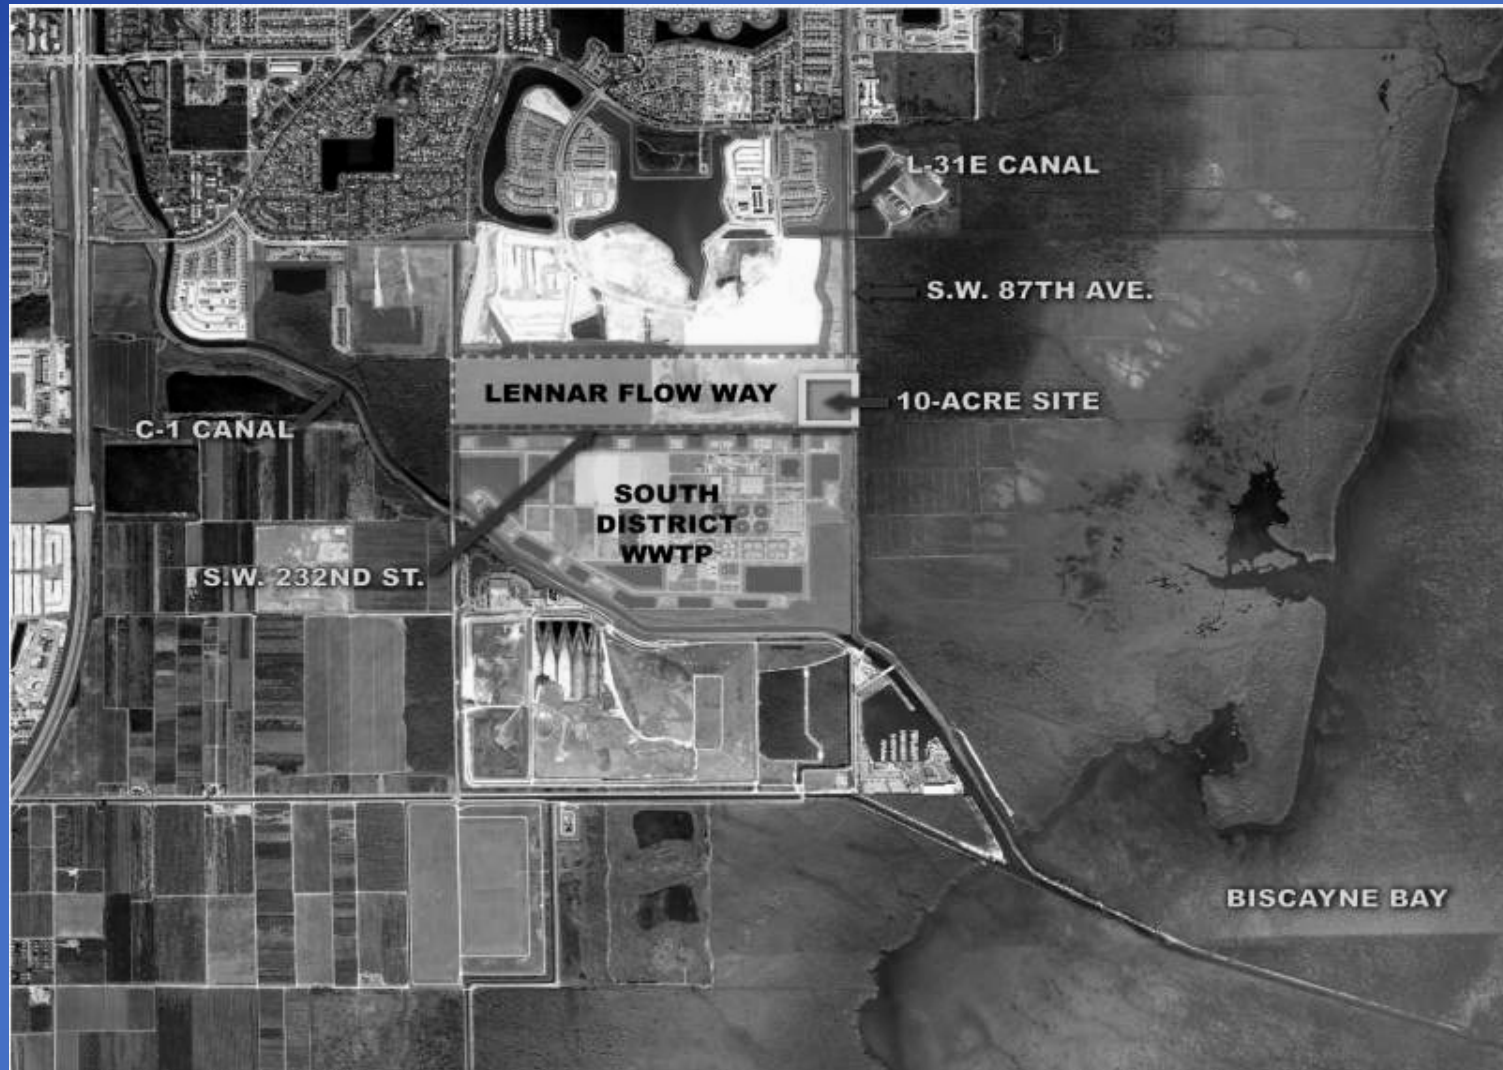 L-31E CANAL
S.W. 87TH AVE.
LENNAR FLOW WAY
10-ACRE SITE
C-1 CANAL
SOUTH
DISTRICT
WWTP
S.W. 232ND ST.
BISCAYNE BAY